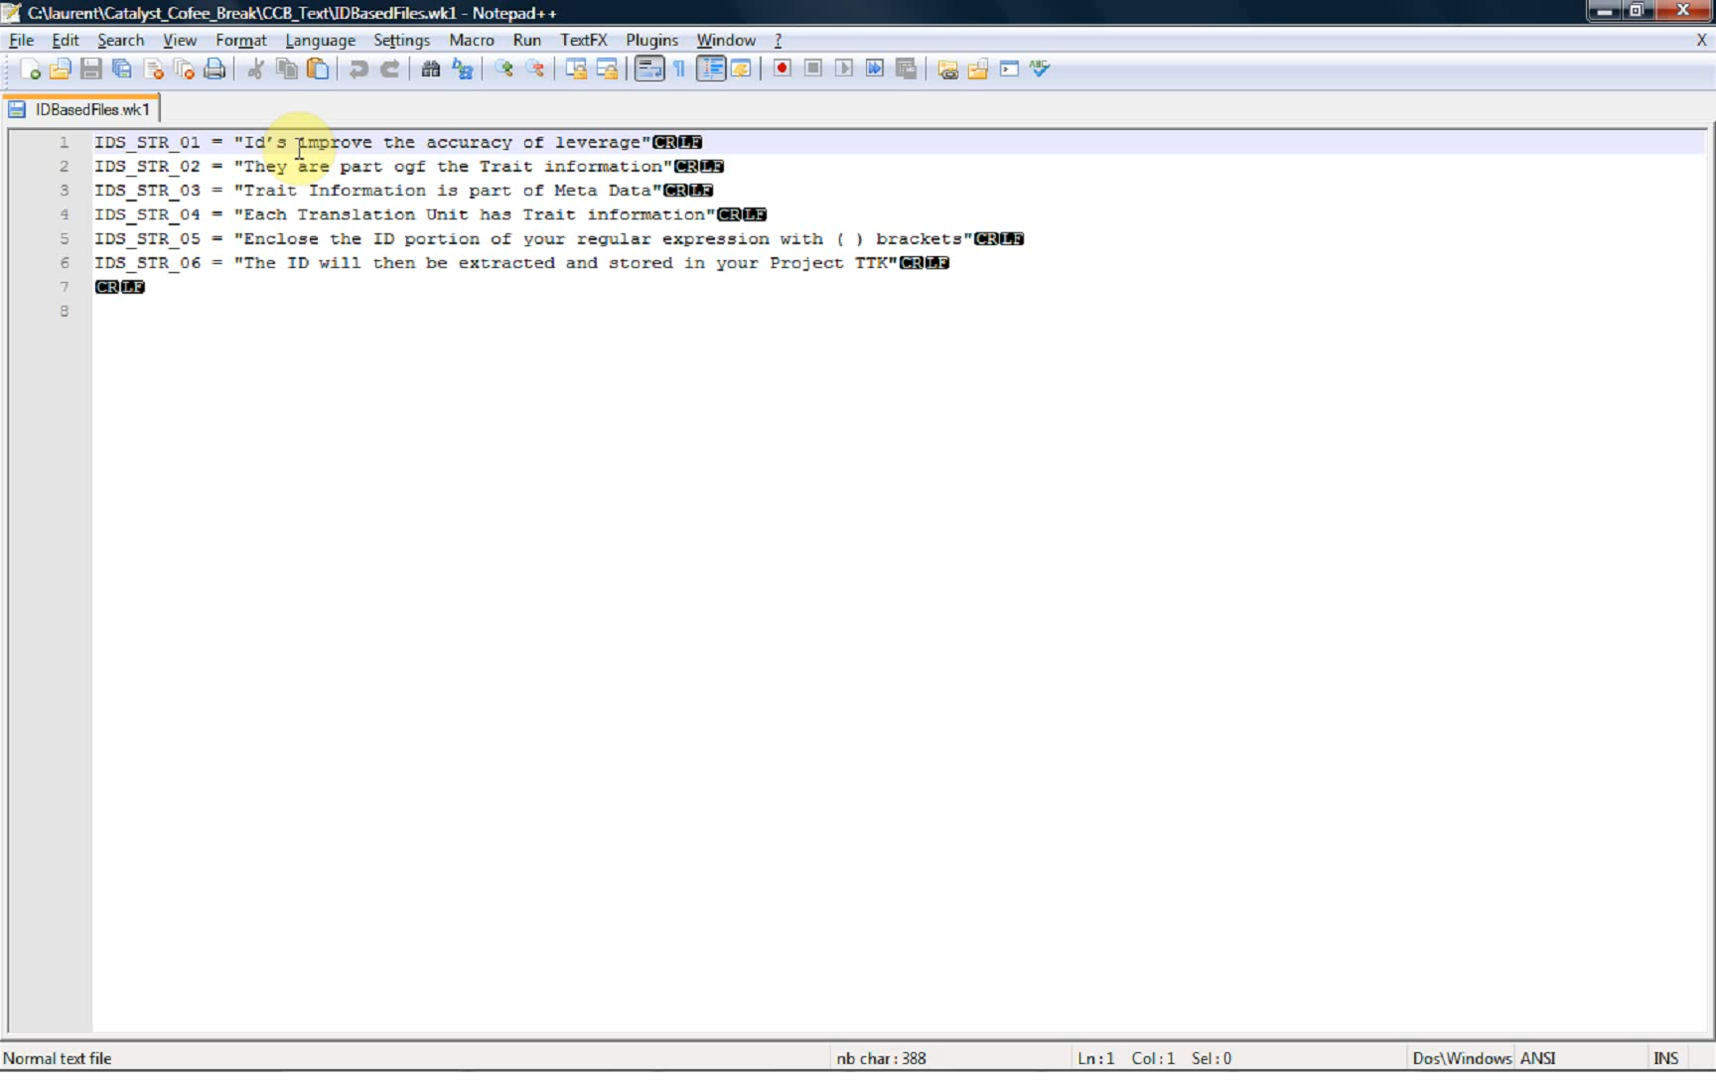 C:\laurent\Catalyst_Cofee_Break\CCB_Text\IDBasedFiles.wk1 - Notepad++
File Edit Search View Format Language Settings Macro Run TextFX Plugins Window ? X
IDBasedFiles.wk1
1 IDS_STR_01 = "Id's improve the accuracy of leverage"CRLF
2 IDS_STR_02 = "They are part ogf the Trait information"CRLF
3 IDS_STR_03 = "Trait Information is part of Meta Data"CRLF
4 IDS_STR_04 = "Each Translation Unit has Trait information"CRLF
5 IDS_STR_05 = "Enclose the ID portion of your regular expression with ( ) brackets"CRLF
6 IDS_STR_06 = "The ID will then be extracted and stored in your Project TTK"CRLF
7 CRLF
8
Normal text file nb char : 388 Ln : 1 Col : 1 Sel : 0 Dos\Windows ANSI INS